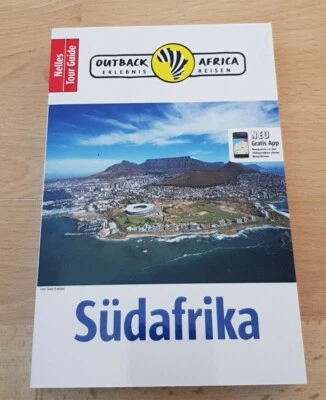 Nelles
Tour Guide
OUTBACK AFRICA
ERLEBNIS REISEN
NEU
Gratis App
Südafrika